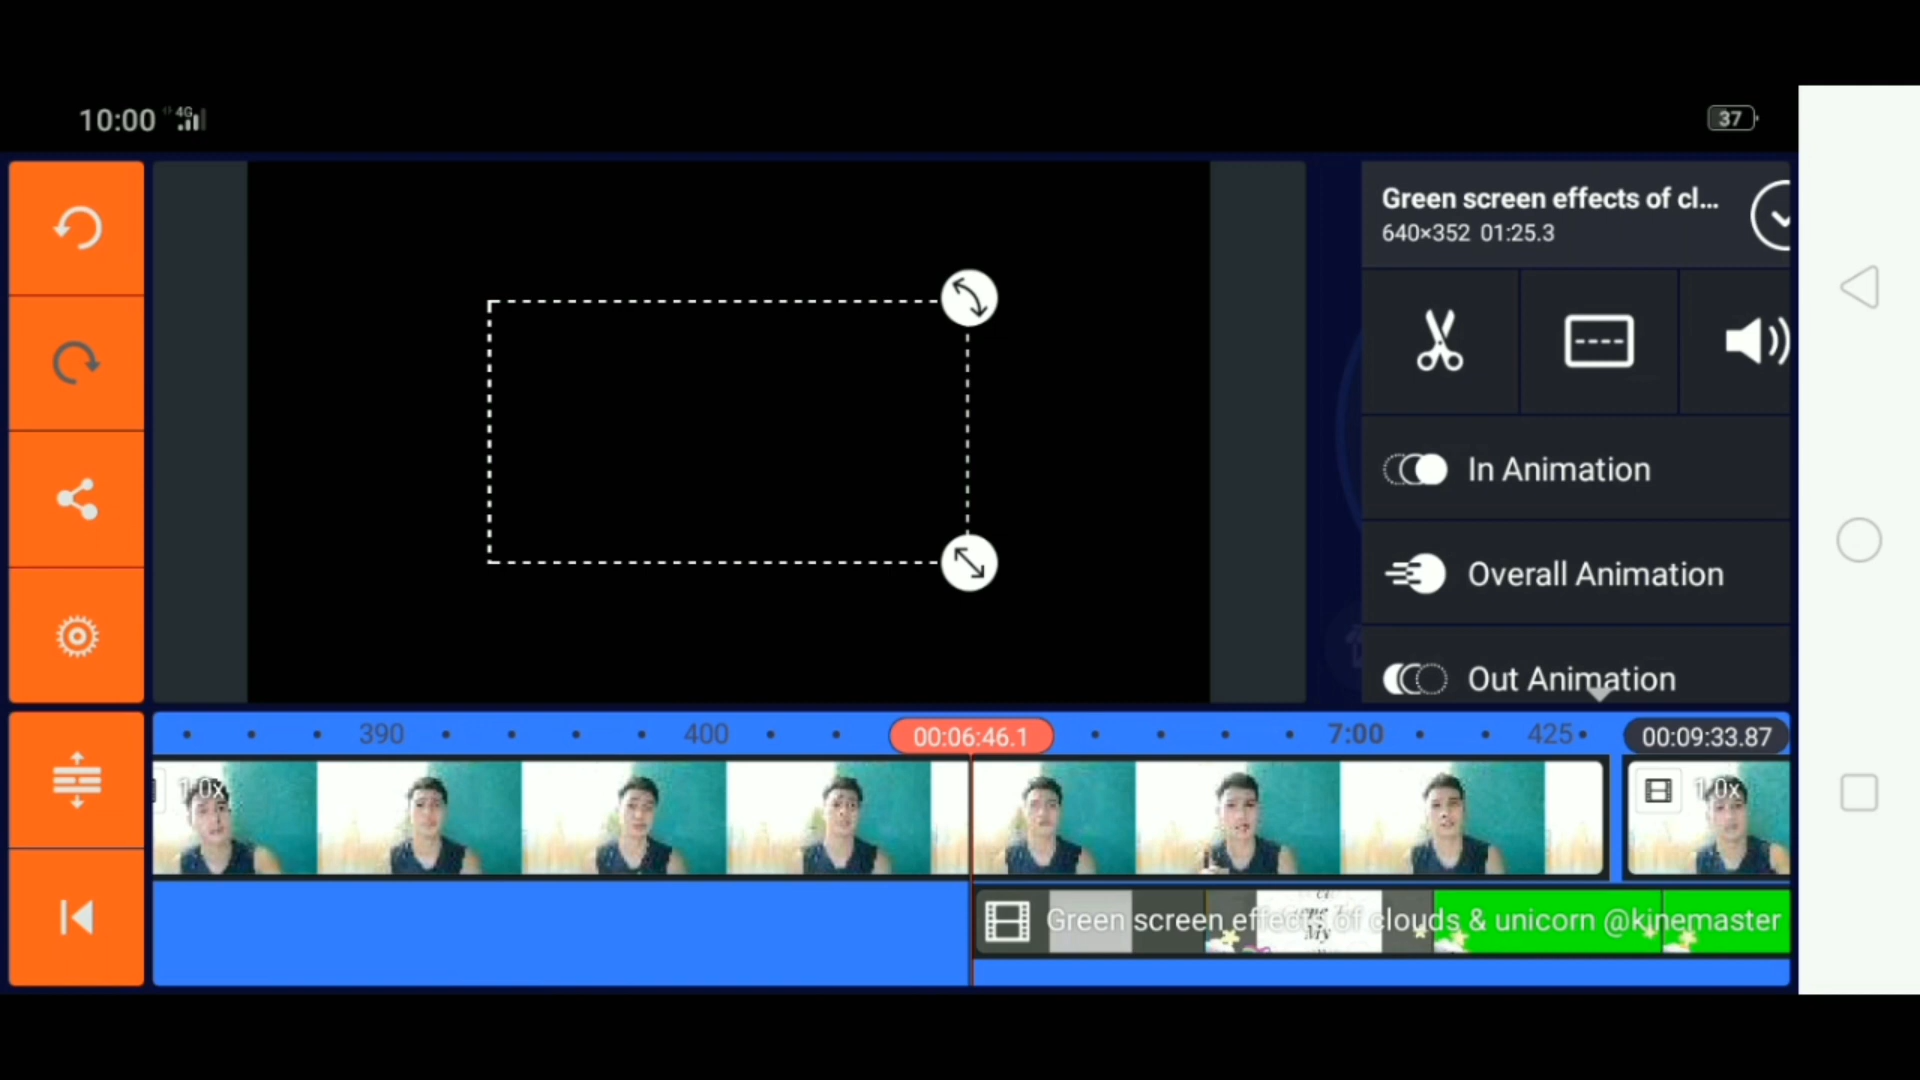 10:00 4G
37
Green screen effects of cl...
640×352 01:25.3
In Animation
Overall Animation
Out Animation
390 400 00:06:46.1 7:00 425 00:09:33.87
1.0x 1.0x
Green screen effects of clouds & unicorn @kinemaster
My